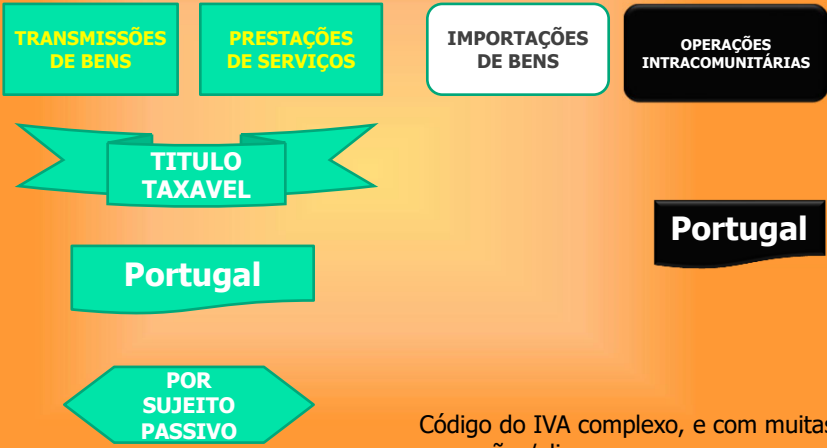 TRANSMISSÕES
DE BENS
PRESTAÇÕES
DE SERVIÇOS
IMPORTAÇÕES
DE BENS
OPERAÇÕES
INTRACOMUNITÁRIAS
TITULO
TAXAVEL
Portugal
Portugal
POR
SUJEITO
PASSIVO
Código do IVA complexo, e com muitas